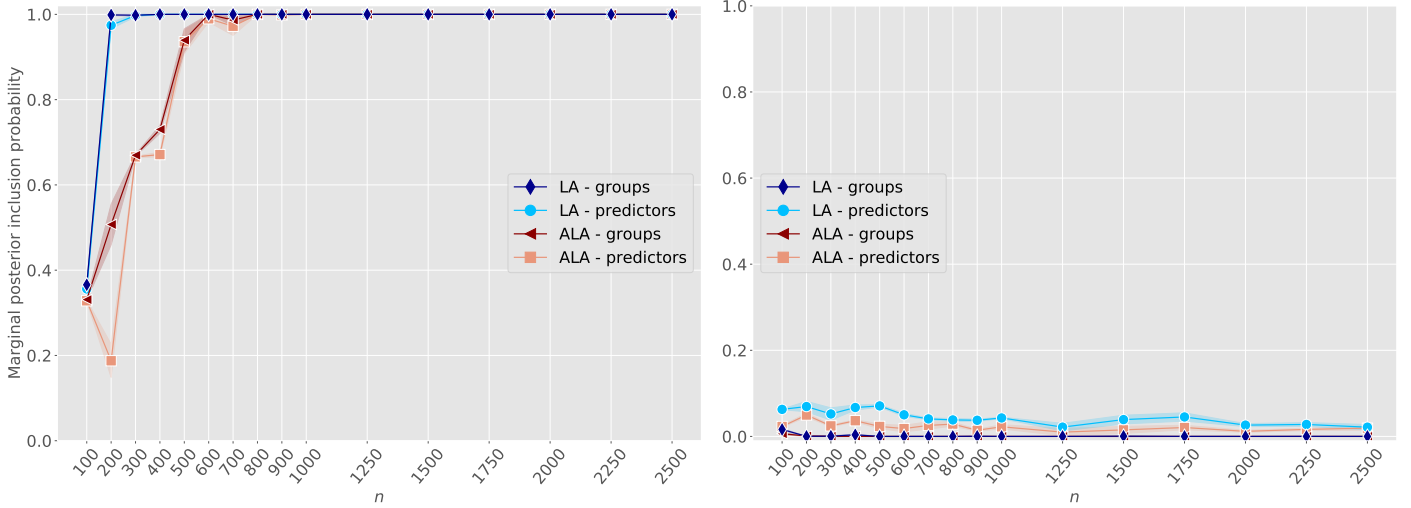 Marginal posterior inclusion probability
1.0
0.8
0.6
0.4
0.2
0.0
LA - groups
LA - predictors
ALA - groups
ALA - predictors
100 200 300 400 500 600 700 800 900 1000 1250 1500 1750 2000 2250 2500
n
1.0
0.8
0.6
0.4
0.2
0.0
LA - groups
LA - predictors
ALA - groups
ALA - predictors
100 200 300 400 500 600 700 800 900 1000 1250 1500 1750 2000 2250 2500
n